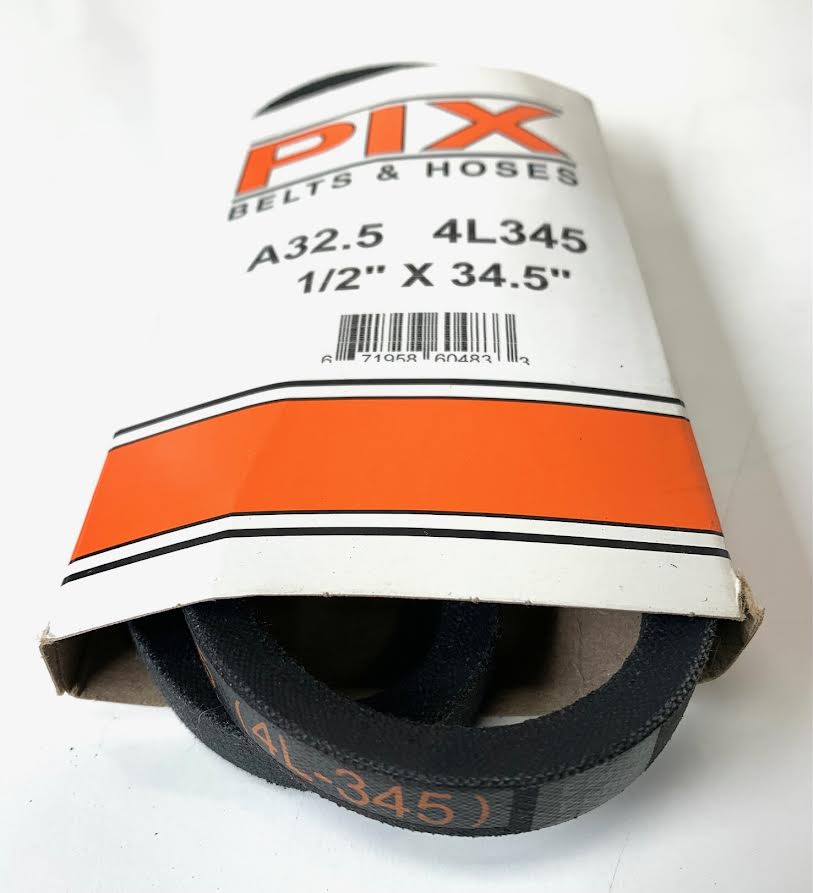 PIX
BELTS & HOSES
A32.5 4L345
1/2" X 34.5"
6 71958 60483 3
(4L-345)